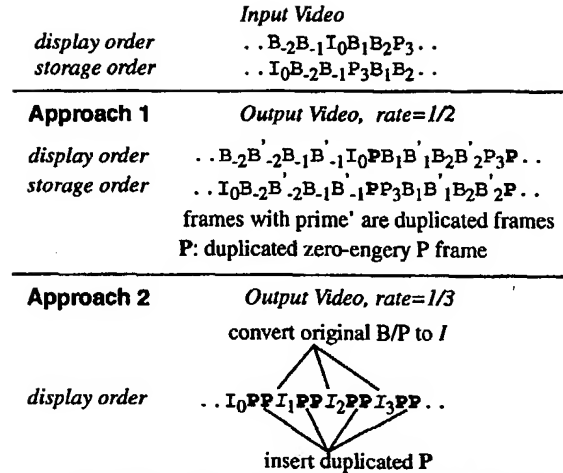 Input Video
display order ..B-2B-1I0B1B2P3..
storage order ..I0B-2B-1P3B1B2..
Approach 1 Output Video, rate=1/2
display order ..B-2B'-2B-1B'-1I0PB1B'1B2B'2P3P..
storage order ..I0B-2B'-2B-1B'-1PP3B1B'1B2B'2P..
frames with prime' are duplicated frames
P: duplicated zero-engery P frame
Approach 2 Output Video, rate=1/3
convert original B/P to I
display order ..I0PPI1PPI2PPI3PP..
insert duplicated P